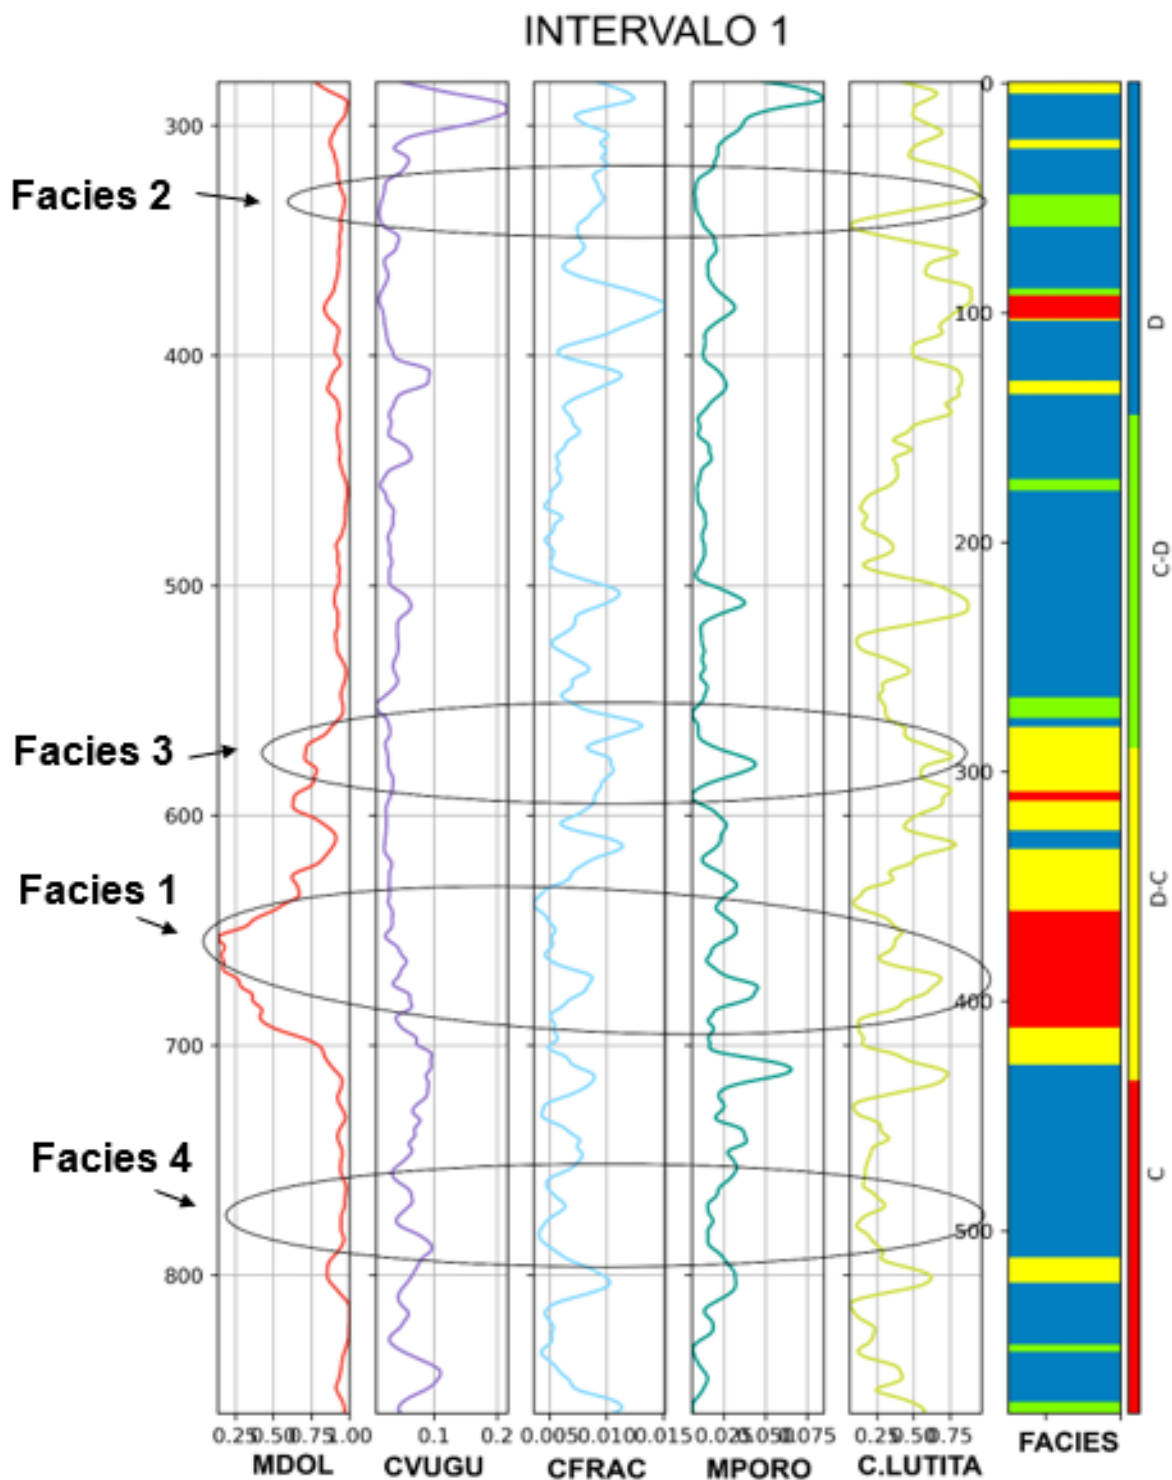 INTERVALO 1
0
300
Facies 2
100
D
400
200
C-D
500
Facies 3
300
600
Facies 1
D-C
400
700
Facies 4
C
500
800
0.25 0.50 0.75 1.00 0.1 0.2 0.005 0.010 0.015 0.025 0.050 0.075 0.25 0.50 0.75
MDOL CVUGU CFRAC MPORO C.LUTITA FACIES